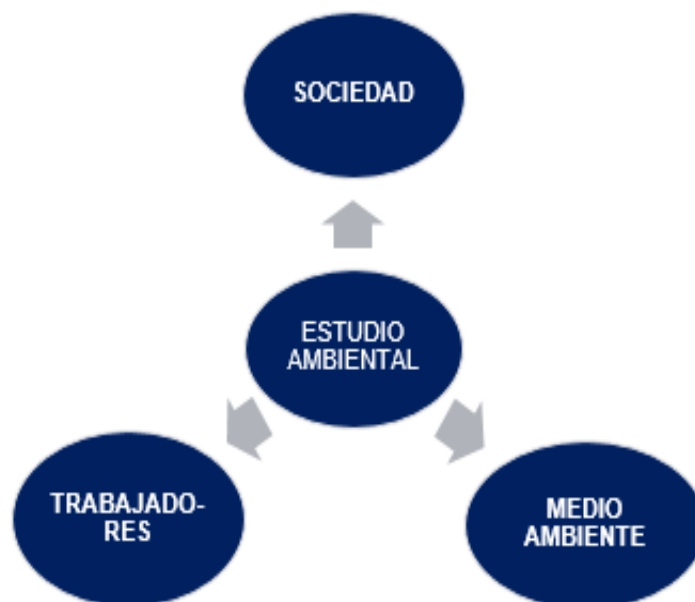 SOCIEDAD
ESTUDIO
AMBIENTAL
TRABAJADO-
RES
MEDIO
AMBIENTE